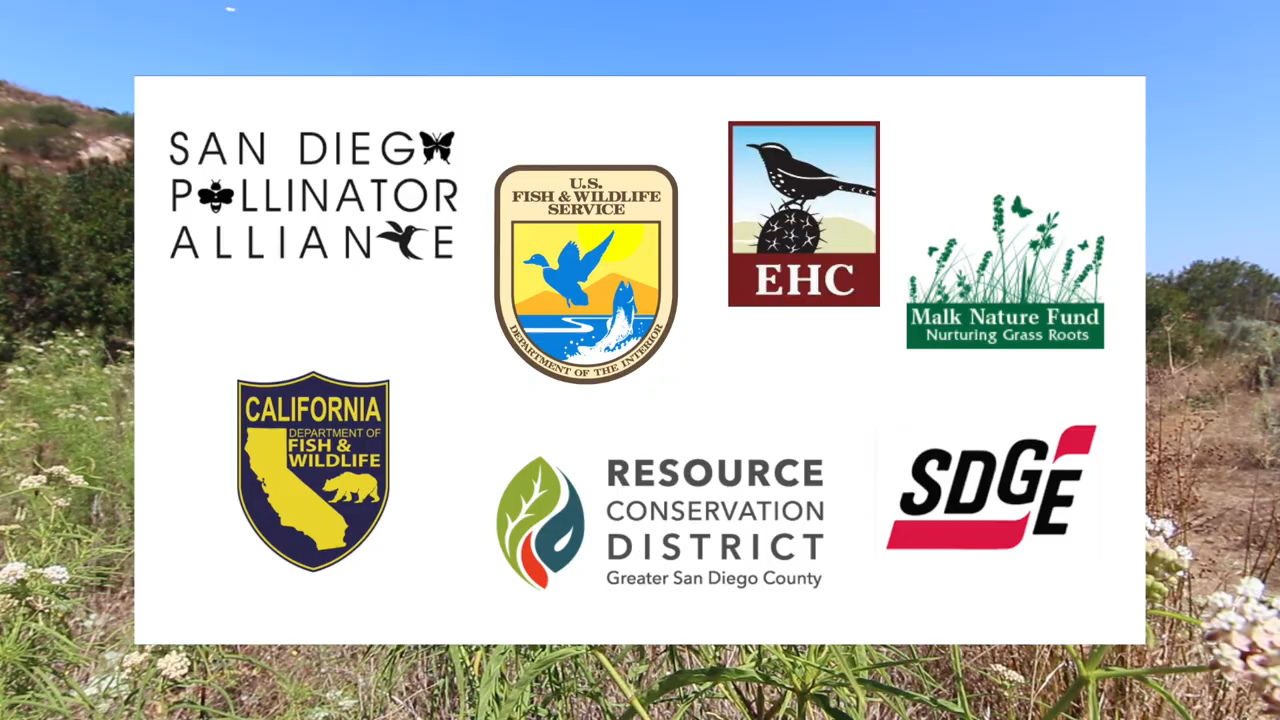 SAN DIEGO
POLLINATOR
ALLIANCE
U.S.
FISH & WILDLIFE
SERVICE
DEPARTMENT OF THE INTERIOR
EHC
Malk Nature Fund
Nurturing Grass Roots
CALIFORNIA
DEPARTMENT OF
FISH &
WILDLIFE
RESOURCE
CONSERVATION
DISTRICT
Greater San Diego County
SDGE